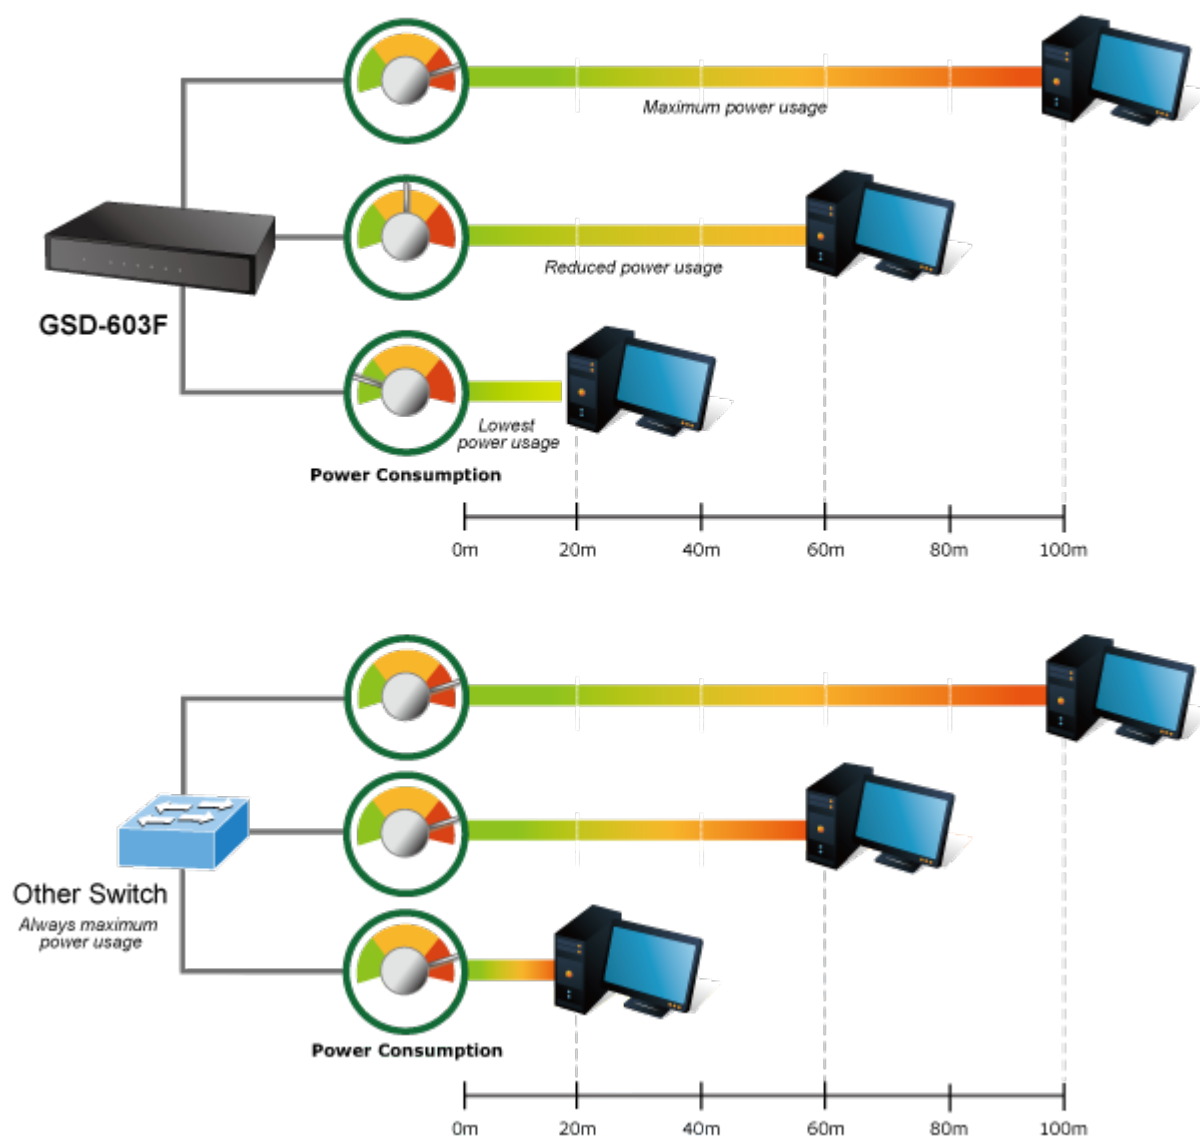 Maximum power usage
Reduced power usage
GSD-603F
Lowest
power usage
Power Consumption
0m 20m 40m 60m 80m 100m
Other Switch
Always maximum
power usage
Power Consumption
0m 20m 40m 60m 80m 100m